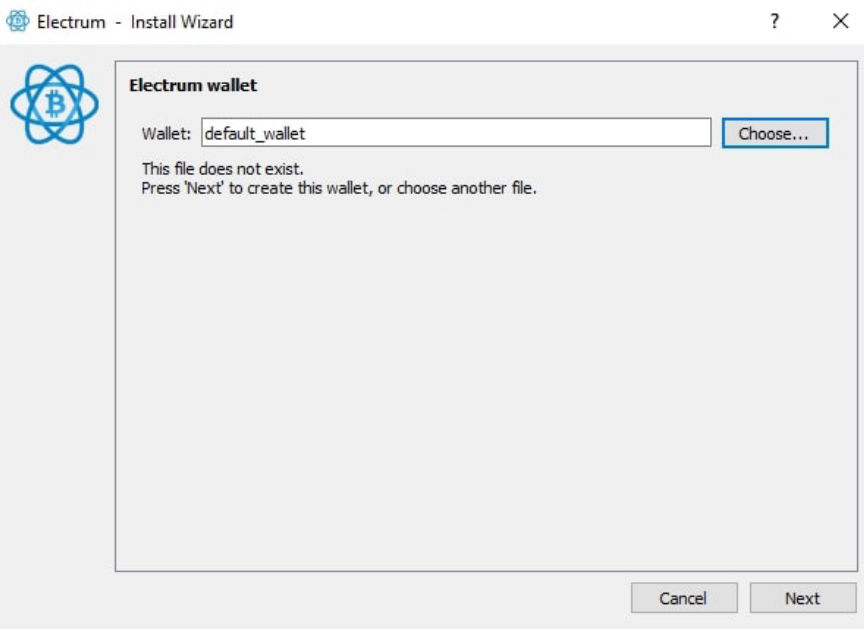 Electrum - Install Wizard
Electrum wallet
Wallet: default_wallet Choose...
This file does not exist.
Press 'Next' to create this wallet, or choose another file.
Cancel Next